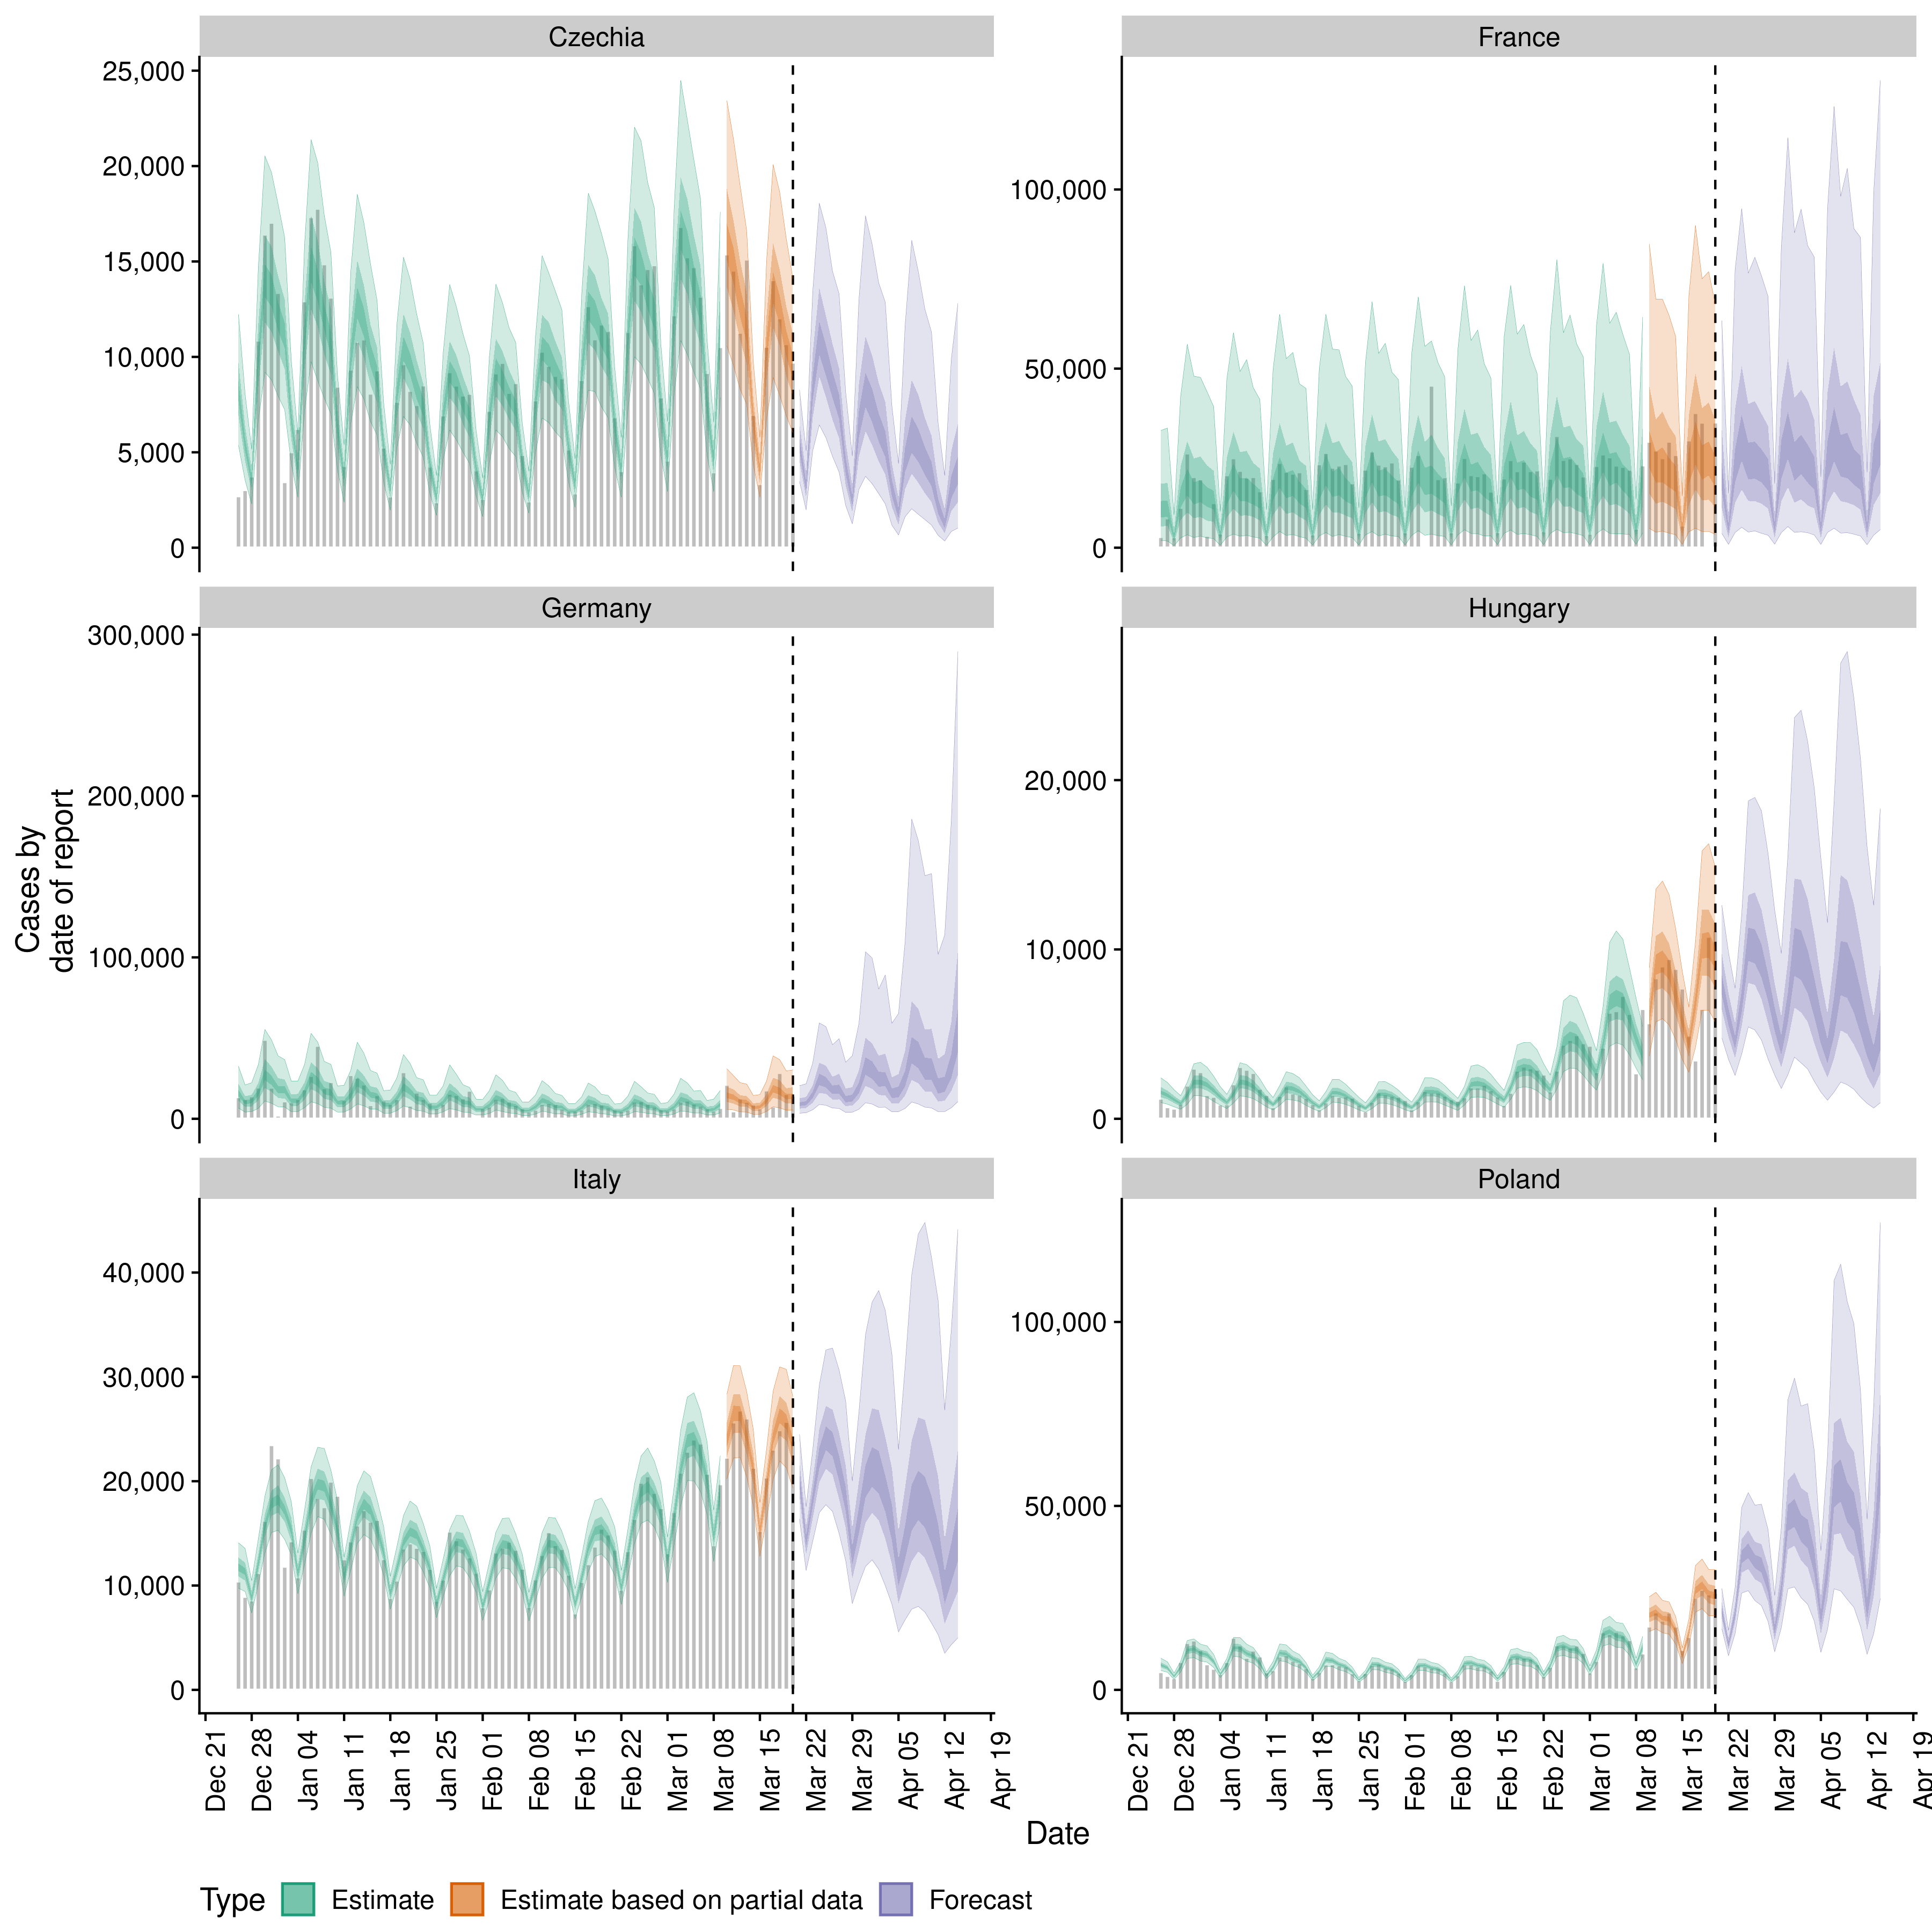 Czechia
France
25,000
20,000
15,000
10,000
5,000
0
100,000
50,000
0
Germany
Hungary
300,000
200,000
100,000
0
20,000
10,000
0
Italy
Poland
40,000
30,000
20,000
10,000
0
100,000
50,000
0
Cases by
date of report
Dec 21
Dec 28
Jan 04
Jan 11
Jan 18
Jan 25
Feb 01
Feb 08
Feb 15
Feb 22
Mar 01
Mar 08
Mar 15
Mar 22
Mar 29
Apr 05
Apr 12
Apr 19
Dec 21
Dec 28
Jan 04
Jan 11
Jan 18
Jan 25
Feb 01
Feb 08
Feb 15
Feb 22
Mar 01
Mar 08
Mar 15
Mar 22
Mar 29
Apr 05
Apr 12
Apr 19
Date
Type
Estimate
Estimate based on partial data
Forecast